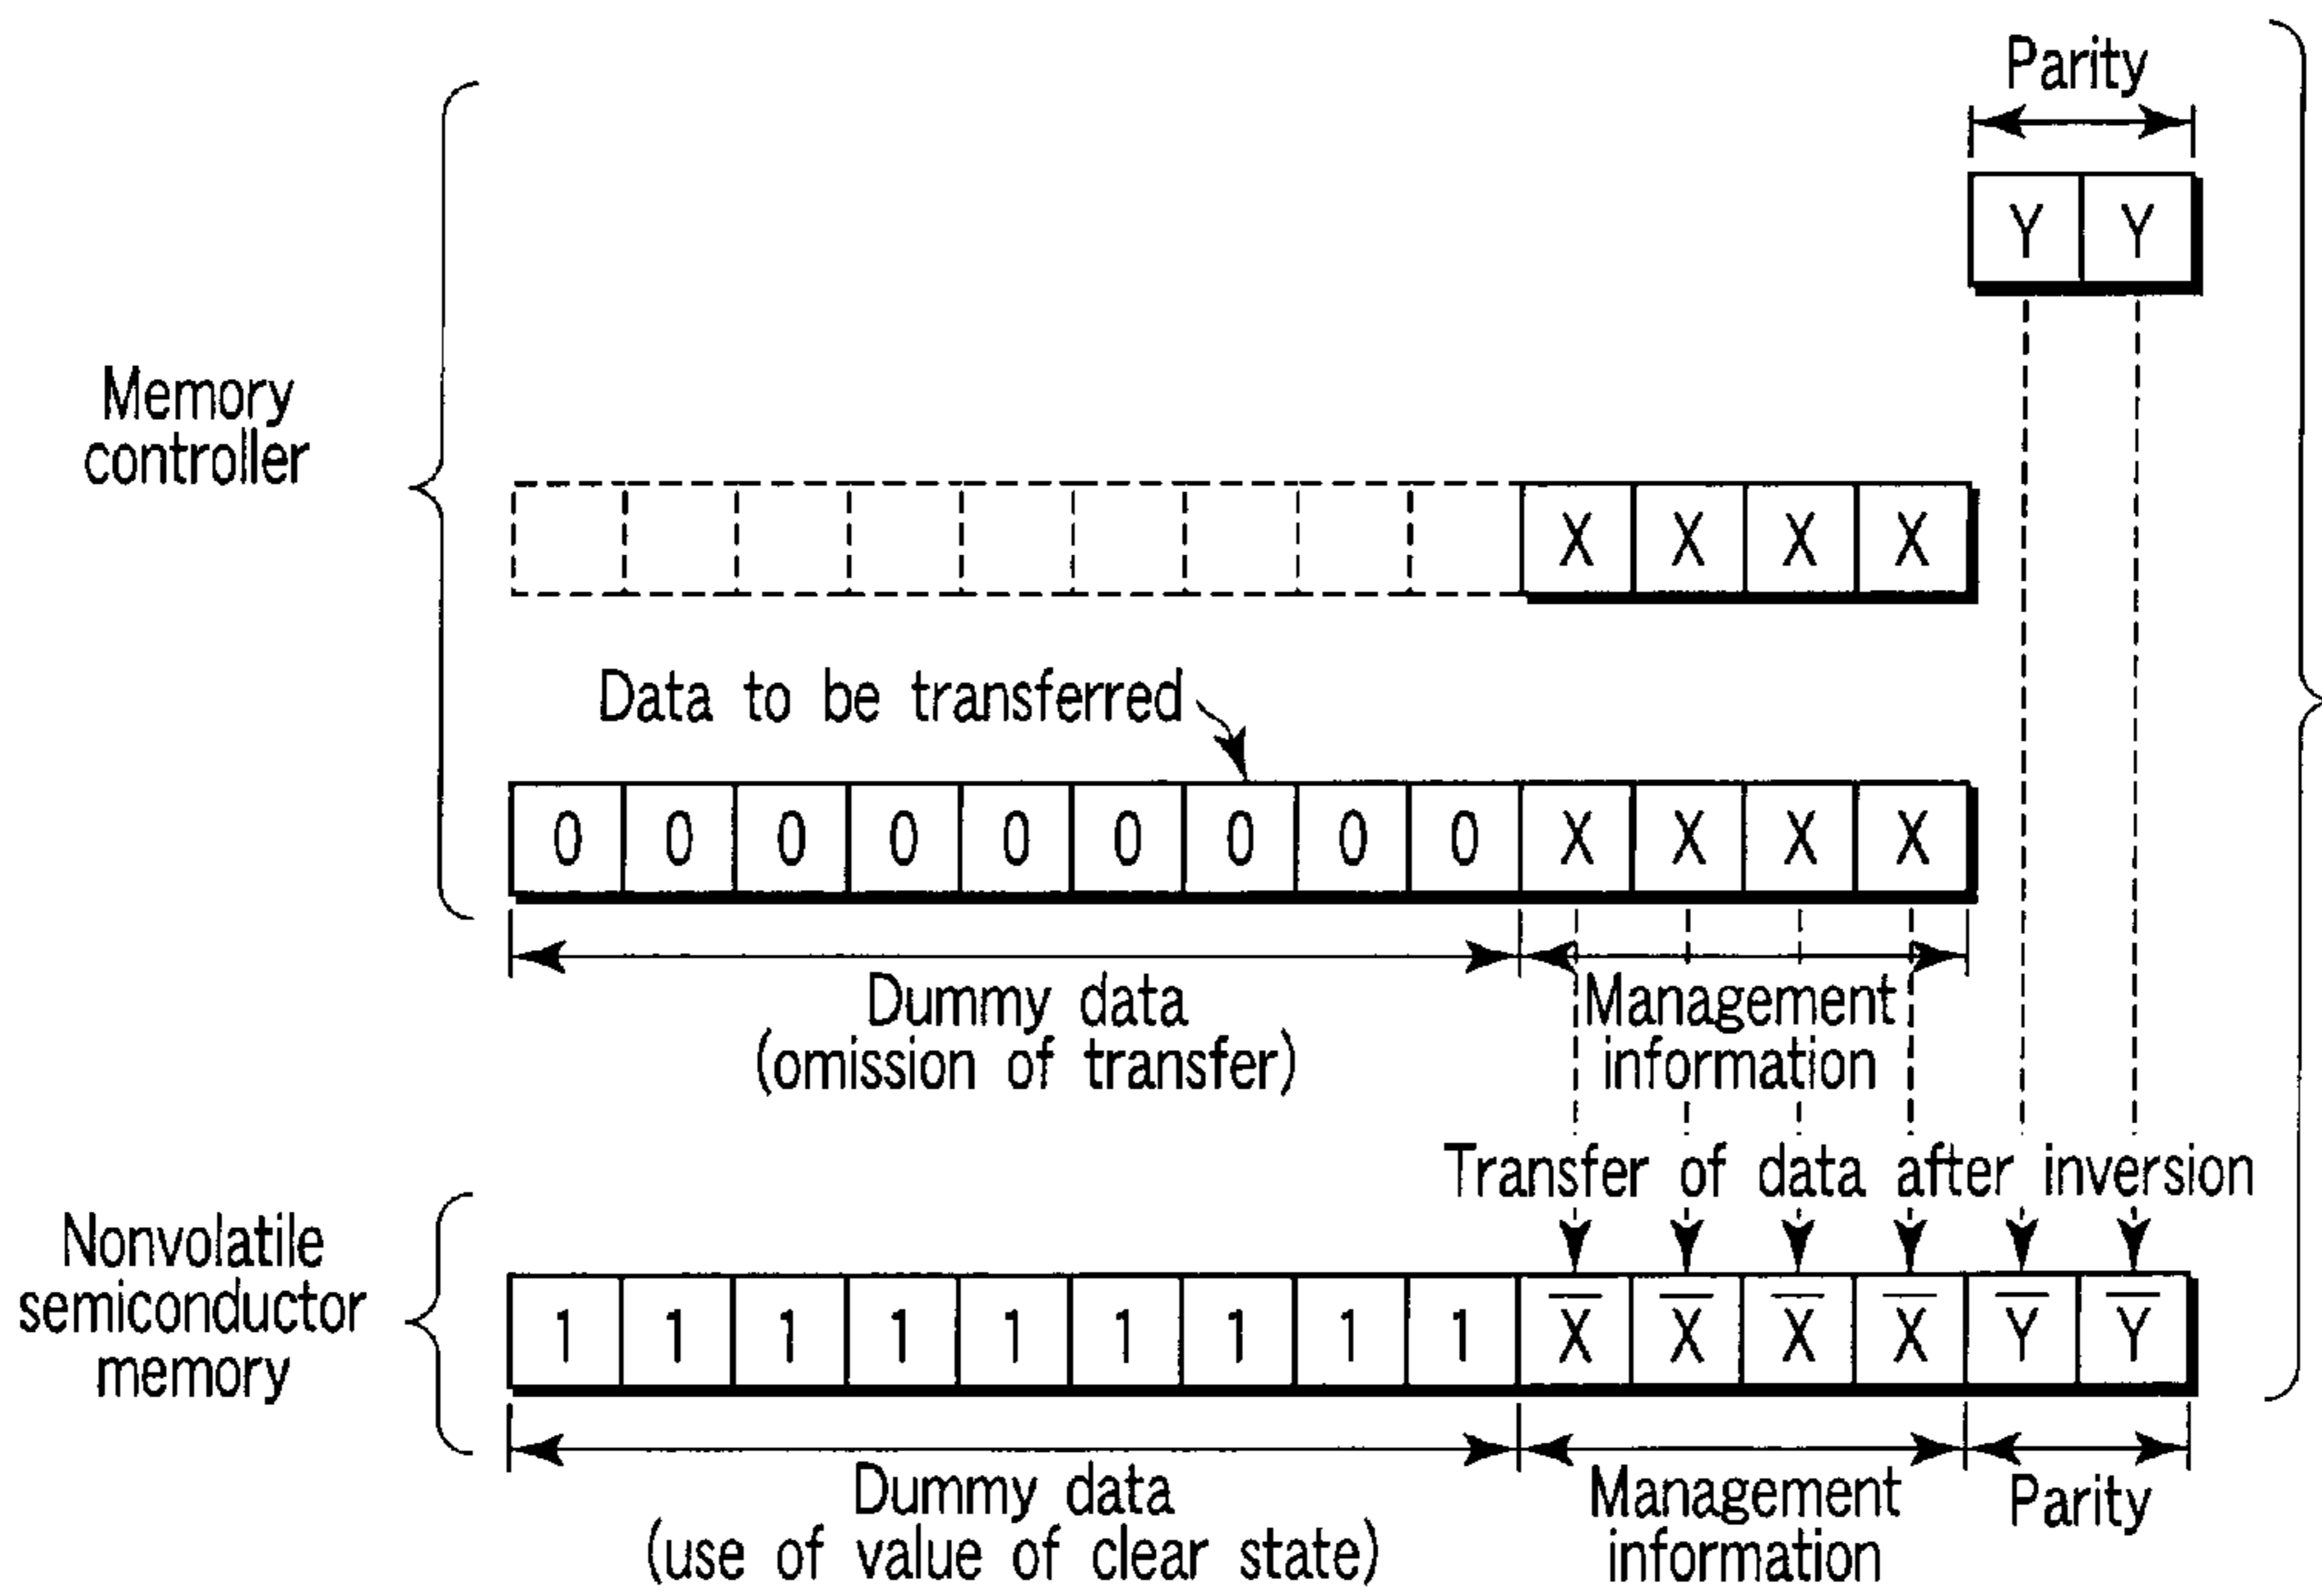 Parity
Y Y
Memory
controller
X X X X
Data to be transferred
0 0 0 0 0 0 0 0 0 X X X X
Dummy data
(omission of transfer)
Management
information
Transfer of data after inversion
Nonvolatile
semiconductor
memory
1 1 1 1 1 1 1 1 1 X̅ X̅ X̅ X̅ Y̅ Y̅
Dummy data
(use of value of clear state)
Management
information
Parity